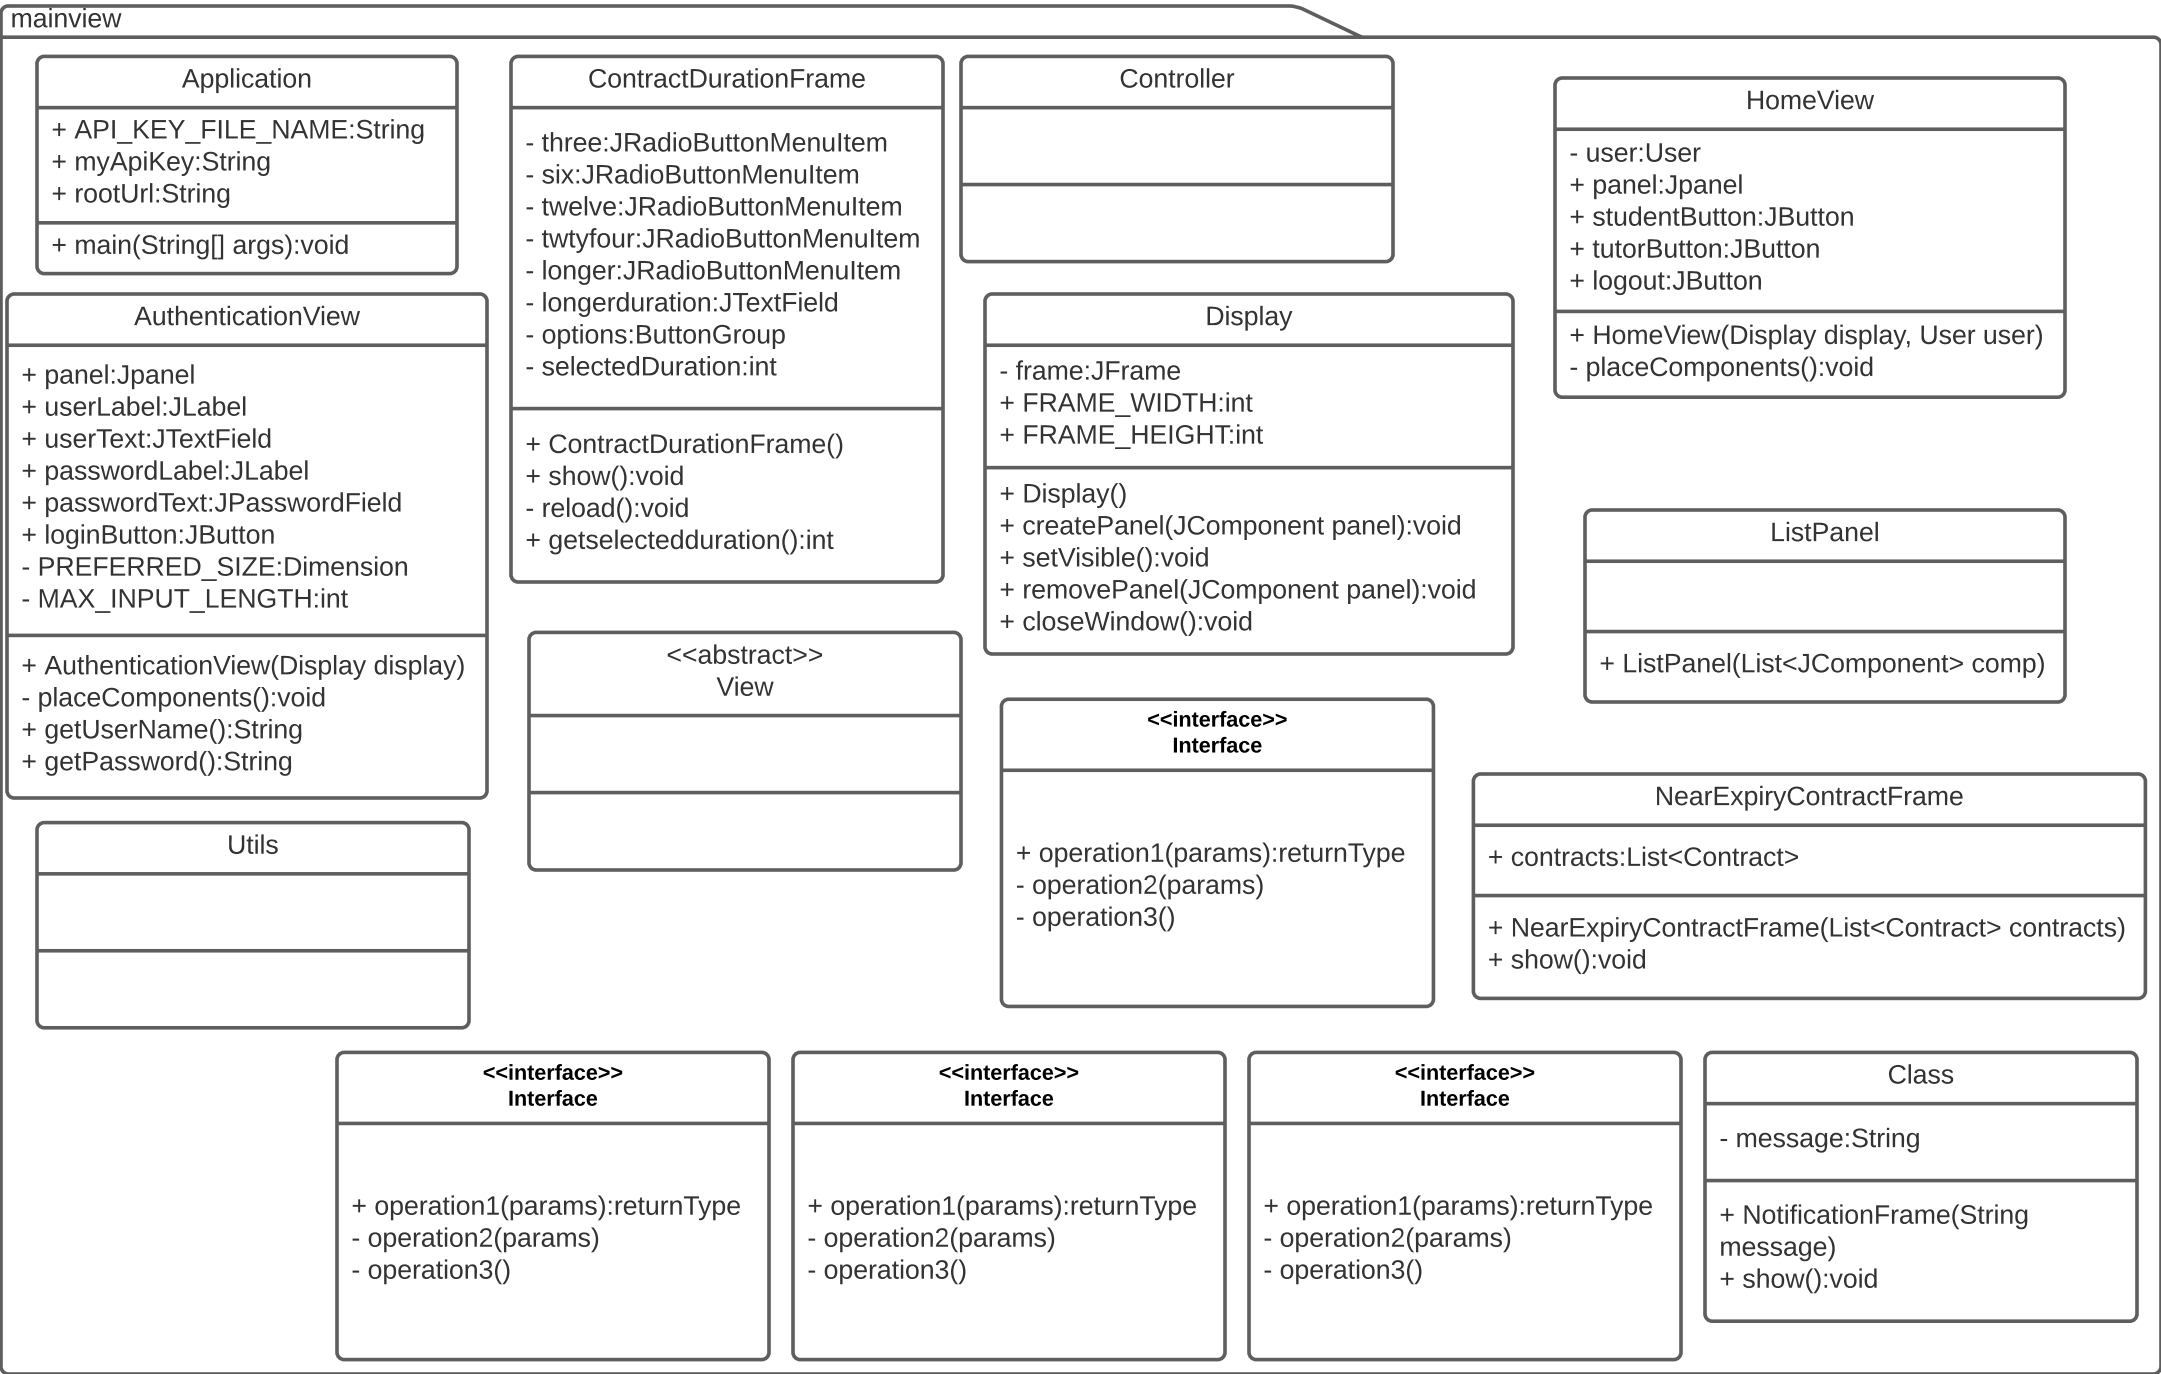 mainview
Application
+ API_KEY_FILE_NAME:String
+ myApiKey:String
+ rootUrl:String
+ main(String[] args):void
ContractDurationFrame
- three:JRadioButtonMenuItem
- six:JRadioButtonMenuItem
- twelve:JRadioButtonMenuItem
- twtyfour:JRadioButtonMenuItem
- longer:JRadioButtonMenuItem
- longerduration:JTextField
- options:ButtonGroup
- selectedDuration:int
+ ContractDurationFrame()
+ show():void
- reload():void
+ getselectedduration():int
Controller
HomeView
- user:User
+ panel:Jpanel
+ studentButton:JButton
+ tutorButton:JButton
+ logout:JButton
+ HomeView(Display display, User user)
- placeComponents():void
AuthenticationView
+ panel:Jpanel
+ userLabel:JLabel
+ userText:JTextField
+ passwordLabel:JLabel
+ passwordText:JPasswordField
+ loginButton:JButton
- PREFERRED_SIZE:Dimension
- MAX_INPUT_LENGTH:int
+ AuthenticationView(Display display)
- placeComponents():void
+ getUserName():String
+ getPassword():String
Display
- frame:JFrame
+ FRAME_WIDTH:int
+ FRAME_HEIGHT:int
+ Display()
+ createPanel(JComponent panel):void
+ setVisible():void
+ removePanel(JComponent panel):void
+ closeWindow():void
ListPanel
+ ListPanel(List<JComponent> comp)
<<abstract>>
View
<<interface>>
Interface
+ operation1(params):returnType
- operation2(params)
- operation3()
NearExpiryContractFrame
+ contracts:List<Contract>
+ NearExpiryContractFrame(List<Contract> contracts)
+ show():void
Utils
<<interface>>
Interface
+ operation1(params):returnType
- operation2(params)
- operation3()
<<interface>>
Interface
+ operation1(params):returnType
- operation2(params)
- operation3()
<<interface>>
Interface
+ operation1(params):returnType
- operation2(params)
- operation3()
Class
- message:String
+ NotificationFrame(String
message)
+ show():void